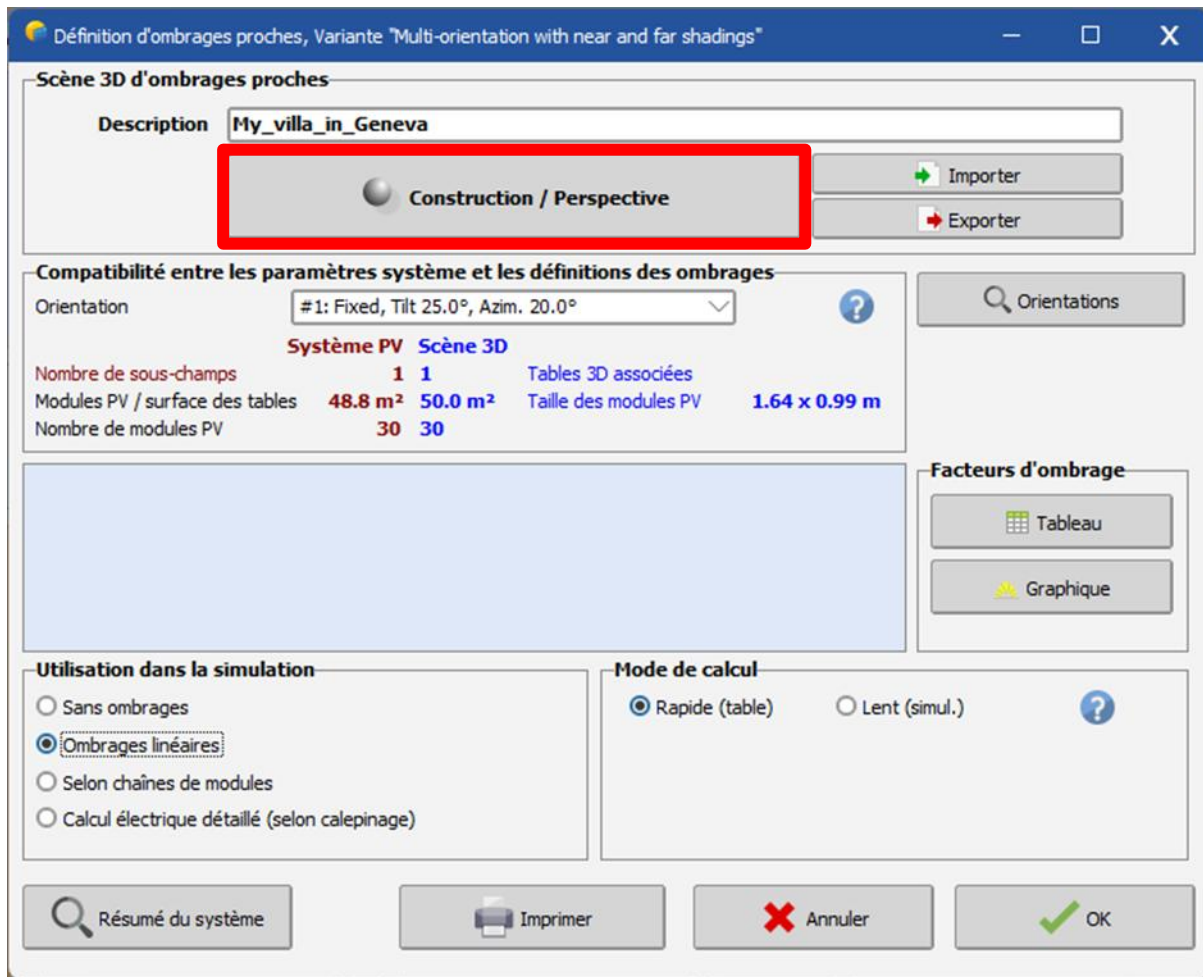 Définition d'ombrages proches, Variante "Multi-orientation with near and far shadings"
Scène 3D d'ombrages proches
Description My_villa_in_Geneva
Construction / Perspective
Importer
Exporter
Compatibilité entre les paramètres système et les définitions des ombrages
Orientation #1: Fixed, Tilt 25.0°, Azim. 20.0° ?
Orientations
Système PV Scène 3D
Nombre de sous-champs 1 1 Tables 3D associées
Modules PV / surface des tables 48.8 m² 50.0 m² Taille des modules PV 1.64 x 0.99 m
Nombre de modules PV 30 30
Facteurs d'ombrage
Tableau
Graphique
Utilisation dans la simulation
Sans ombrages
Ombrages linéaires
Selon chaînes de modules
Calcul électrique détaillé (selon calepinage)
Mode de calcul
Rapide (table) Lent (simul.) ?
Résumé du système Imprimer Annuler OK